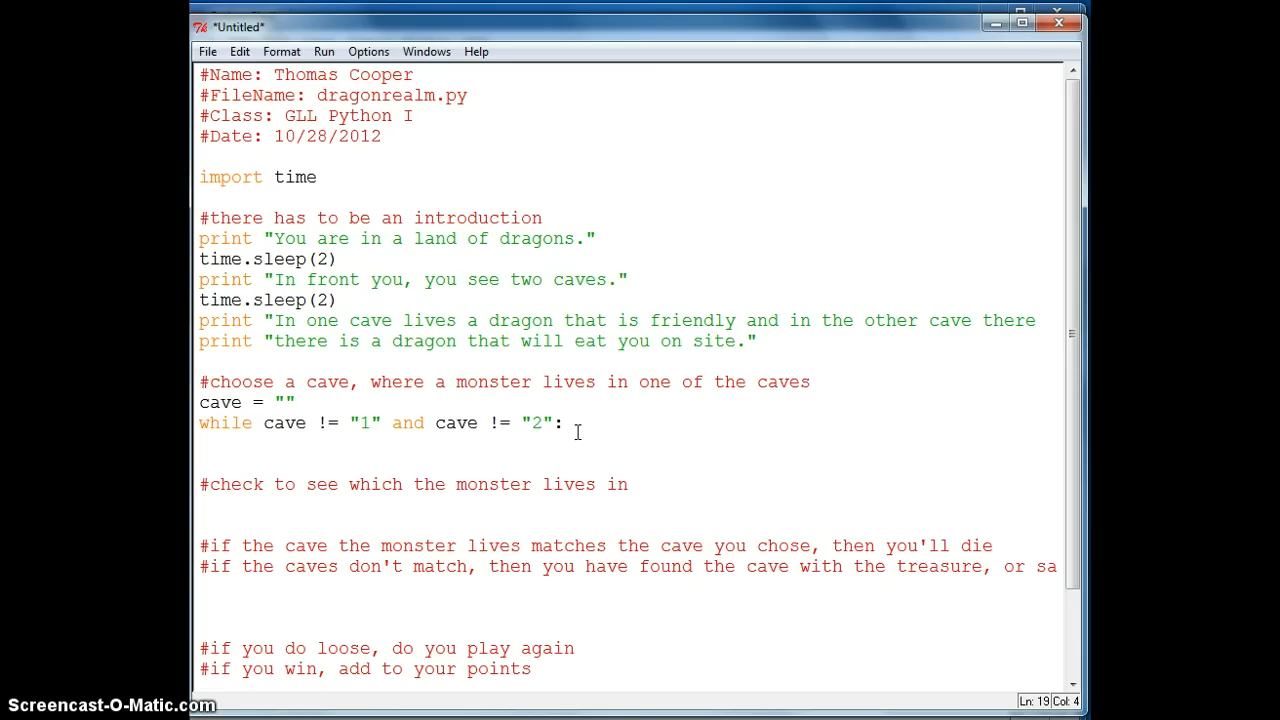 *Untitled*
File Edit Format Run Options Windows Help
#Name: Thomas Cooper
#FileName: dragonrealm.py
#Class: GLL Python I
#Date: 10/28/2012
import time
#there has to be an introduction
print "You are in a land of dragons."
time.sleep(2)
print "In front you, you see two caves."
time.sleep(2)
print "In one cave lives a dragon that is friendly and in the other cave there
print "there is a dragon that will eat you on site."
#choose a cave, where a monster lives in one of the caves
cave = ""
while cave != "1" and cave != "2":
#check to see which the monster lives in
#if the cave the monster lives matches the cave you chose, then you'll die
#if the caves don't match, then you have found the cave with the treasure, or sa
#if you do loose, do you play again
#if you win, add to your points
Ln: 19 Col: 4
Screencast-O-Matic.com